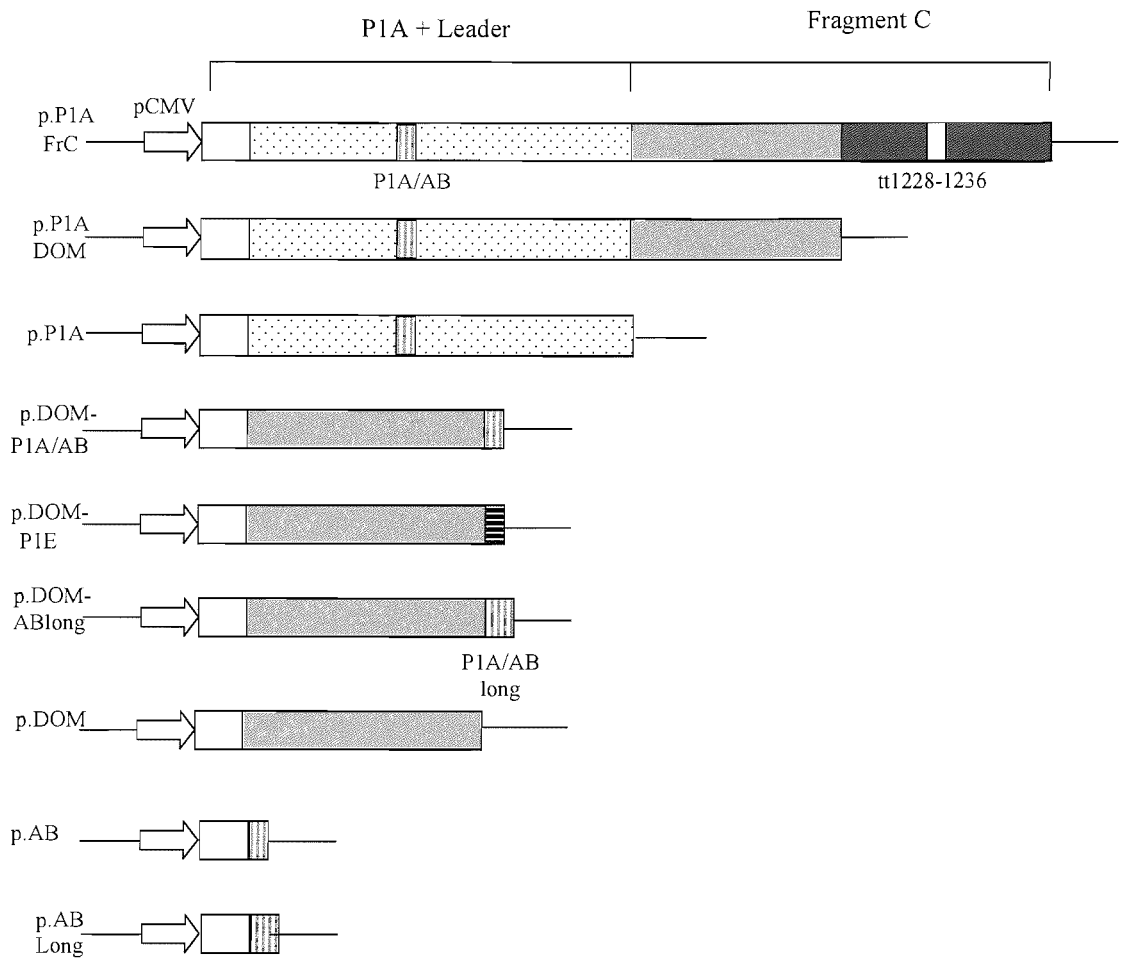 P1A + Leader
Fragment C
p.P1A
FrC
pCMV
P1A/AB
tt1228-1236
p.P1A
DOM
p.P1A
p.DOM-
P1A/AB
p.DOM-
P1E
p.DOM-
ABlong
P1A/AB
long
p.DOM
p.AB
p.AB
Long